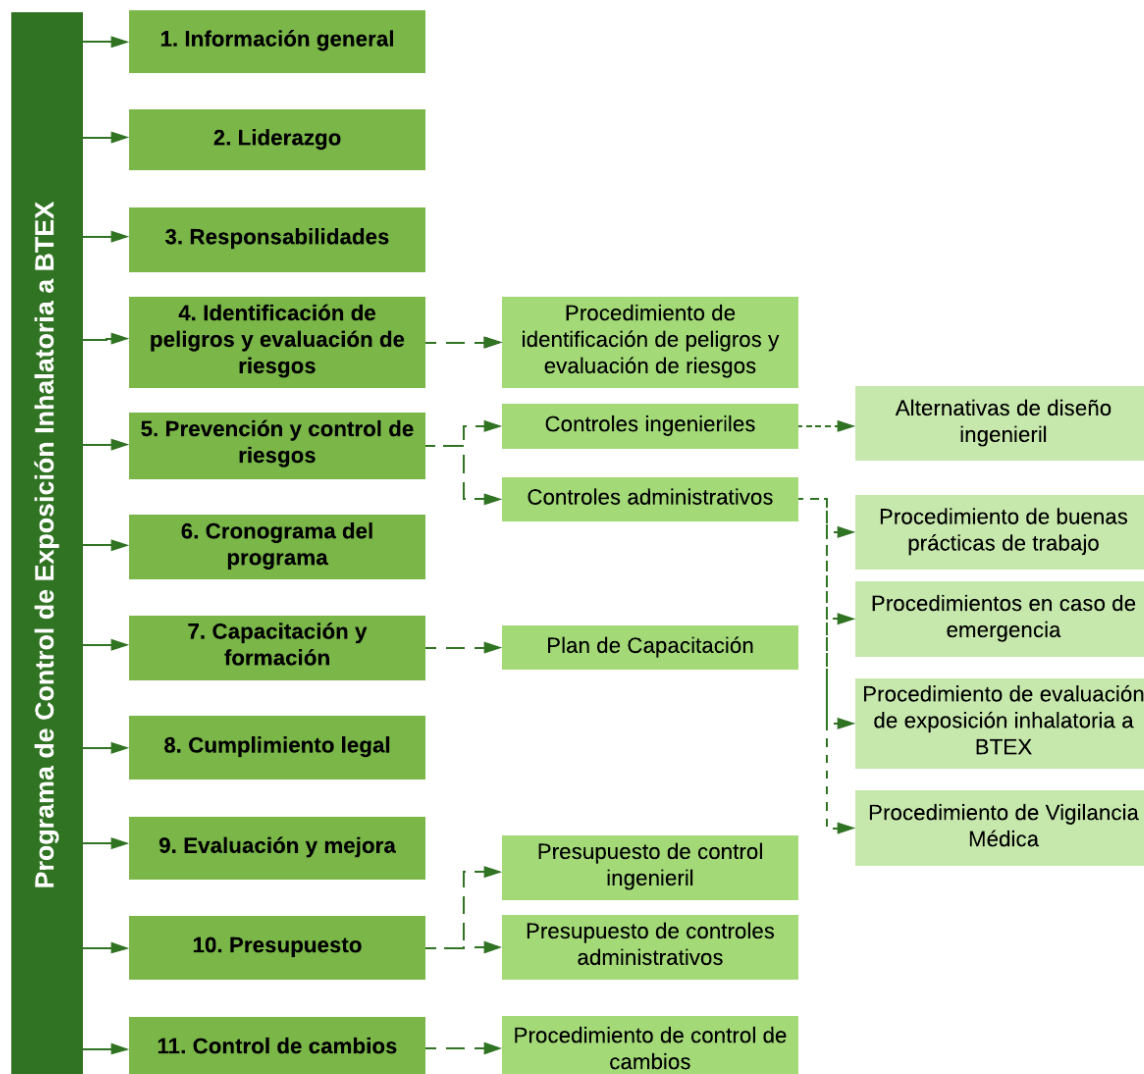 Programa de Control de Exposición Inhalatoria a BTEX
1. Información general
2. Liderazgo
3. Responsabilidades
4. Identificación de
peligros y evaluación de
riesgos
Procedimiento de
identificación de peligros y
evaluación de riesgos
5. Prevención y control de
riesgos
Controles ingenieriles
Alternativas de diseño
ingenieril
Controles administrativos
Procedimiento de buenas
prácticas de trabajo
Procedimientos en caso de
emergencia
Procedimiento de evaluación
de exposición inhalatoria a
BTEX
Procedimiento de Vigilancia
Médica
6. Cronograma del
programa
7. Capacitación y
formación
Plan de Capacitación
8. Cumplimiento legal
9. Evaluación y mejora
10. Presupuesto
Presupuesto de control
ingenieril
Presupuesto de controles
administrativos
11. Control de cambios
Procedimiento de control de
cambios